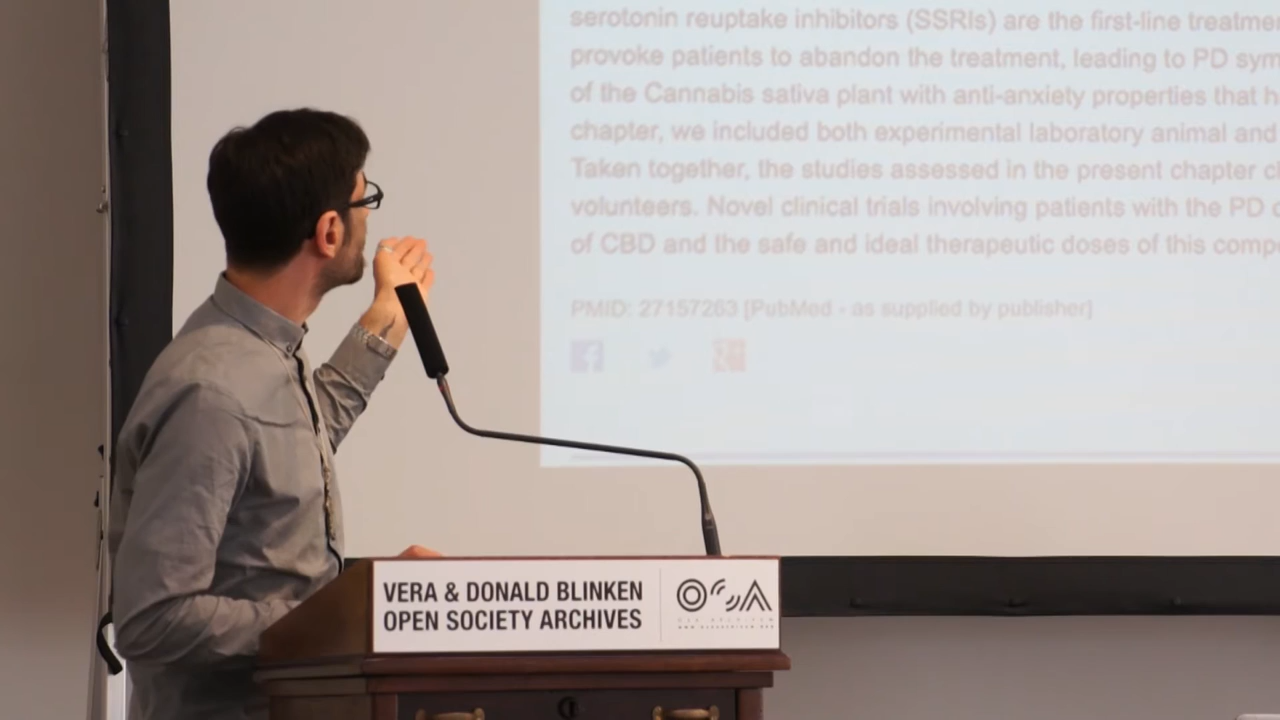 serotonin reuptake inhibitors (SSRIs) are the first-line
provoke patients to abandon the treatment, leading to PD
of the Cannabis sativa plant with anti-anxiety properties that
chapter, we included both experimental laboratory animal and
Taken together, the studies assessed in the present chapter
volunteers. Novel clinical trials involving patients with the PD
of CBD and the safe and ideal therapeutic doses of this
PMID: 27157263 [PubMed - as supplied by publisher]
VERA & DONALD BLINKEN
OPEN SOCIETY ARCHIVES